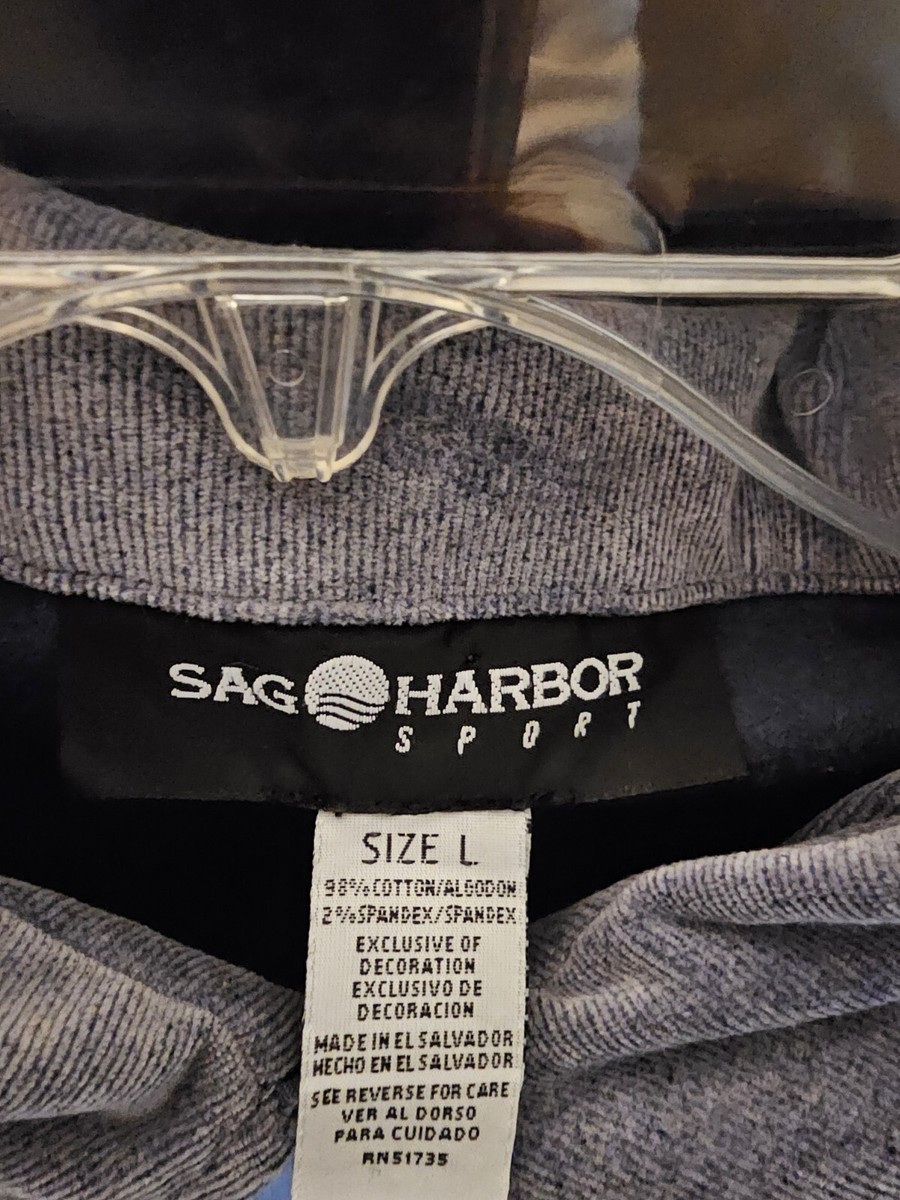 SAG HARBOR
SPORT
SIZE L
98% COTTON/ALGODON
2% SPANDEX/SPANDEX
EXCLUSIVE OF
DECORATION
EXCLUSIVO DE
DECORACION
MADE IN EL SALVADOR
HECHO EN EL SALVADOR
SEE REVERSE FOR CARE
VER AL DORSO
PARA CUIDADO
RN51735